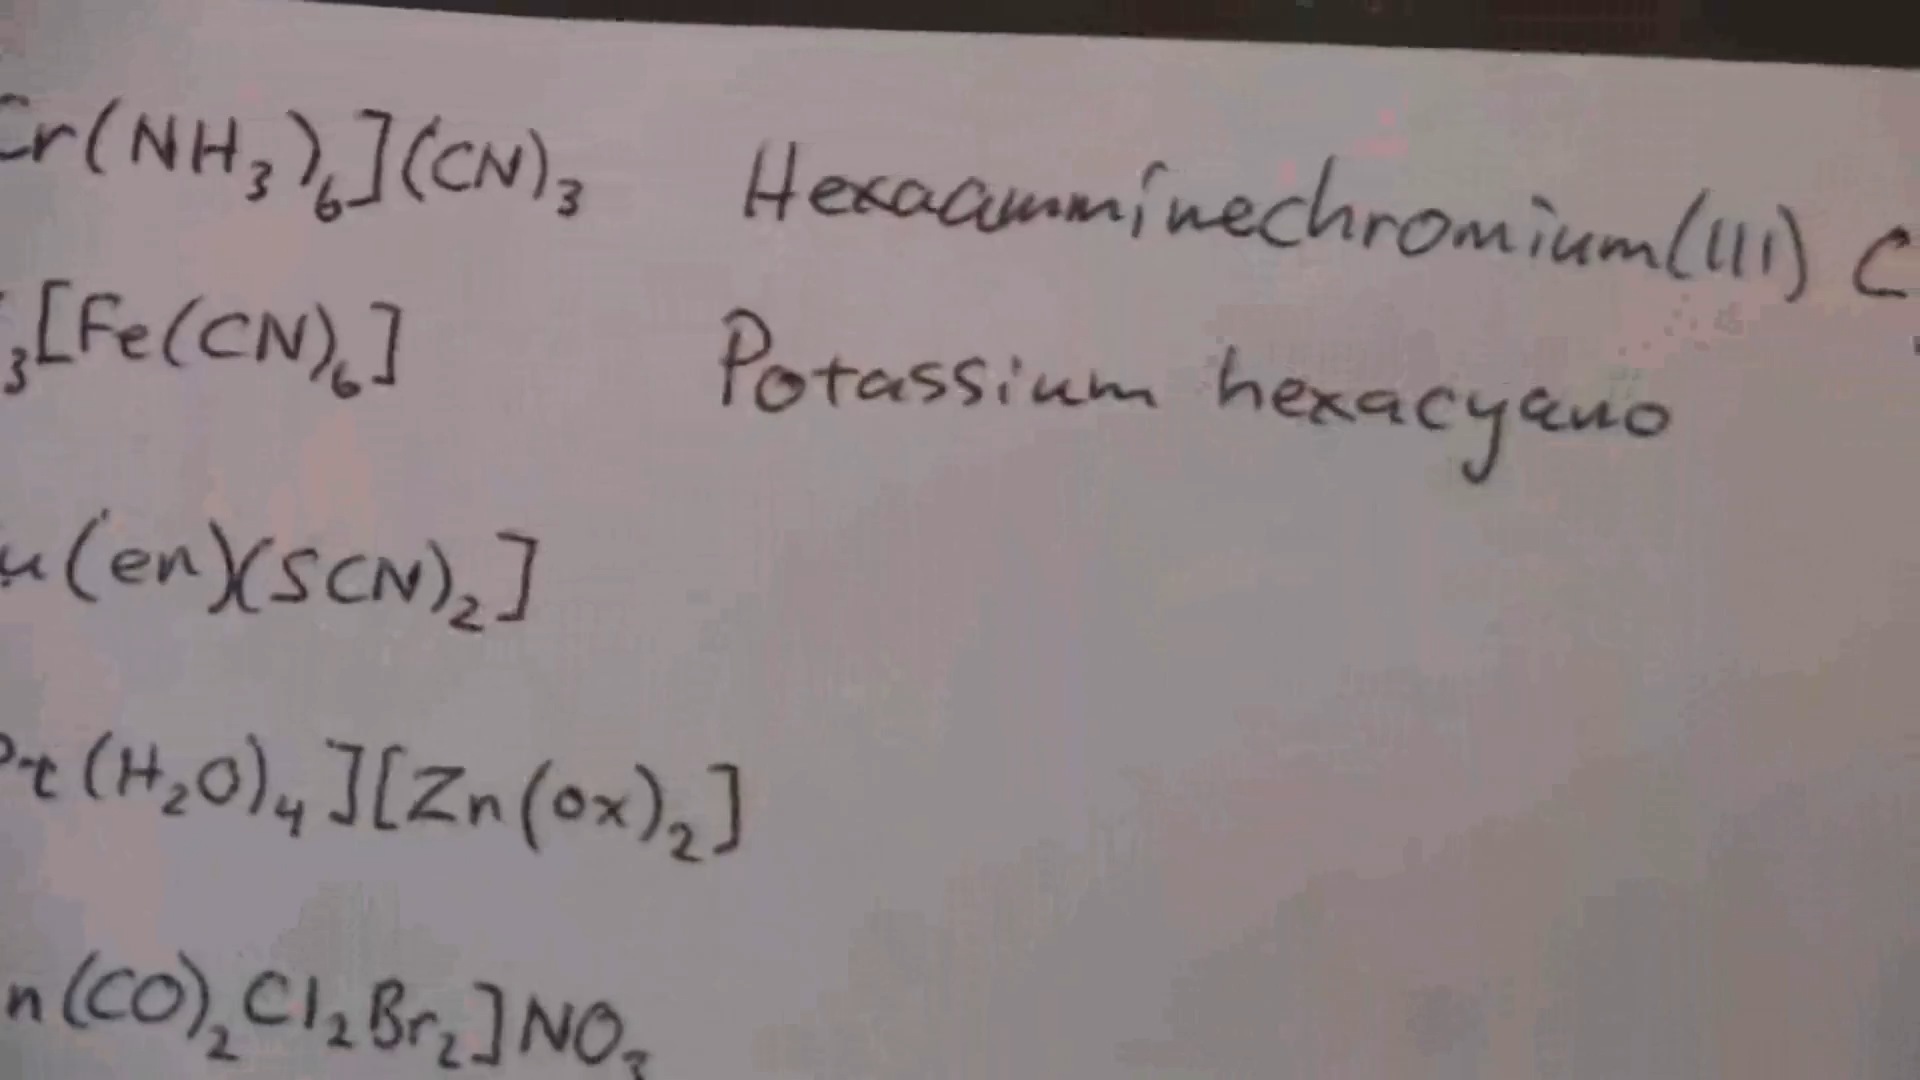 Cr(NH₃)₆](CN)₃ Hexaamminechromium(III) C
₃[Fe(CN)₆] Potassium hexacyano
u(en)(SCN)₂]
Pt(H₂O)₄][Zn(ox)₂]
n(CO)₂Cl₂Br₂]NO₃